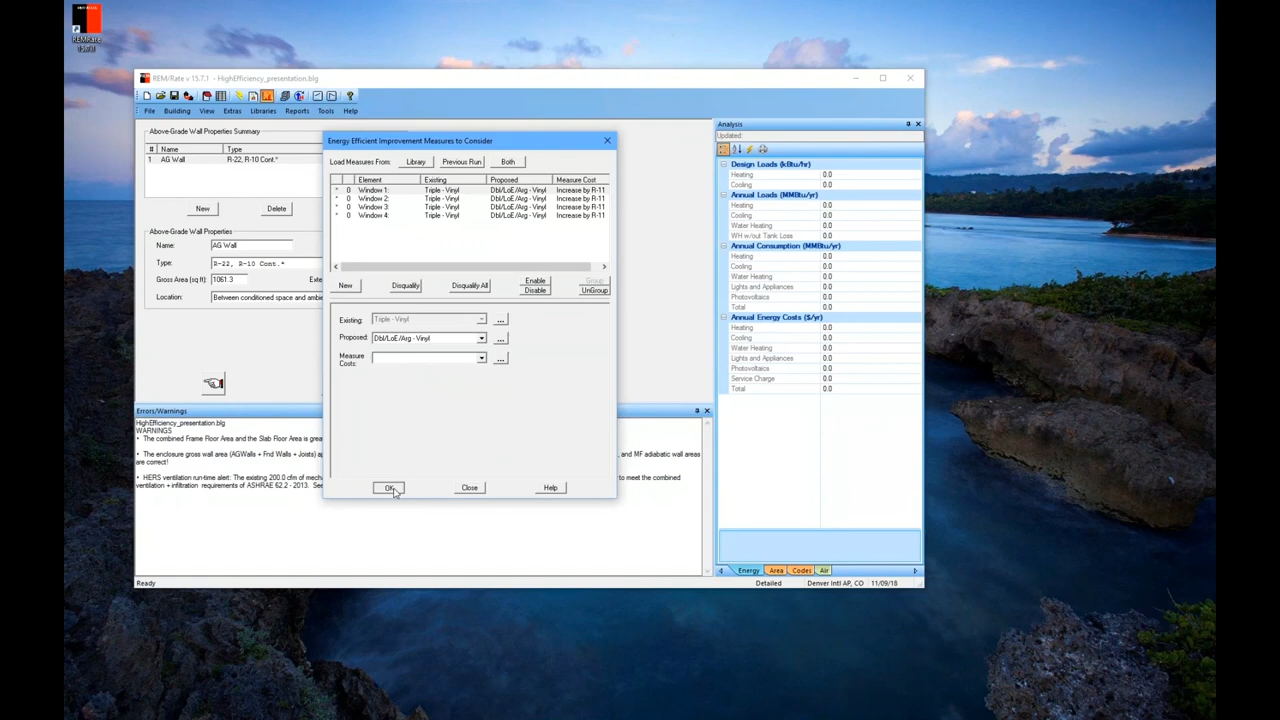 REM/Rate
REM/Rate v 15.7.1 - HighEfficiency_presentation.blg
File Building View Extras Libraries Reports Tools Help
Above-Grade Wall Properties Summary
# Name Type
1 AG Wall R-22, R-10 Cont.*
New Delete
Above-Grade Wall Properties
Name: AG Wall
Type: R-22, R-10 Cont.*
Gross Area (sq ft): 1061.3 Exte
Location: Between conditioned space and ambie
Energy Efficient Improvement Measures to Consider
Load Measures From: Library Previous Run Both
Element Existing Proposed Measure Cost
* 0 Window 1: Triple - Vinyl Dbl/LoE/Arg - Vinyl Increase by R-11
* 0 Window 2: Triple - Vinyl Dbl/LoE/Arg - Vinyl Increase by R-11
* 0 Window 3: Triple - Vinyl Dbl/LoE/Arg - Vinyl Increase by R-11
* 0 Window 4: Triple - Vinyl Dbl/LoE/Arg - Vinyl Increase by R-11
New Disqualify Disqualify All Enable Disable Group UnGroup
Existing: Triple - Vinyl ...
Proposed: Dbl/LoE/Arg - Vinyl ...
Measure Costs: ...
OK Close Help
Errors/Warnings
HighEfficiency_presentation.blg
WARNINGS
• The combined Frame Floor Area and the Slab Floor Area is grea
• The enclosure gross wall area (AGWalls + Fnd Walls + Joists) ap
, and MF adiabatic wall areas
are correct!
• HERS ventilation run-time alert: The existing 200.0 cfm of mech
to meet the combined
ventilation + infiltration requirements of ASHRAE 62.2 - 2013. See
Ready
Analysis
Updated:
Design Loads (kBtu/hr)
Heating 0.0
Cooling 0.0
Annual Loads (MMBtu/yr)
Heating 0.0
Cooling 0.0
Water Heating 0.0
WH w/out Tank Loss 0.0
Annual Consumption (MMBtu/yr)
Heating 0.0
Cooling 0.0
Water Heating 0.0
Lights and Appliances 0.0
Photovoltaics 0.0
Total 0.0
Annual Energy Costs ($/yr)
Heating 0.0
Cooling 0.0
Water Heating 0.0
Lights and Appliances 0.0
Photovoltaics 0.0
Service Charge 0.0
Total 0.0
Energy Area Codes Air
Detailed Denver Intl AP, CO 11/09/18